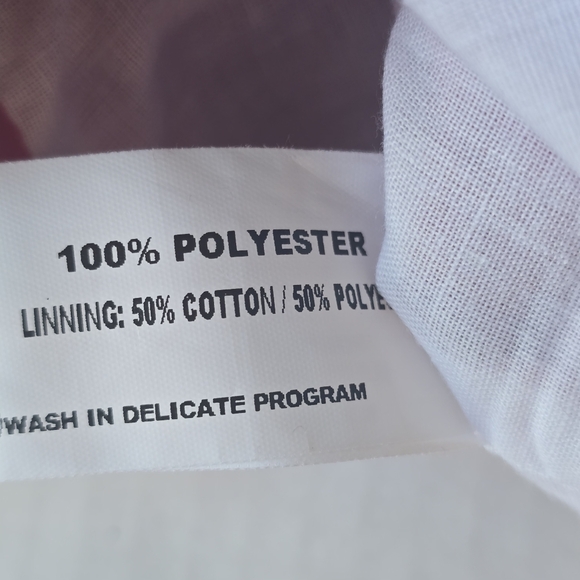 100% POLYESTER
LINNING: 50% COTTON / 50% POLYE
WASH IN DELICATE PROGRAM